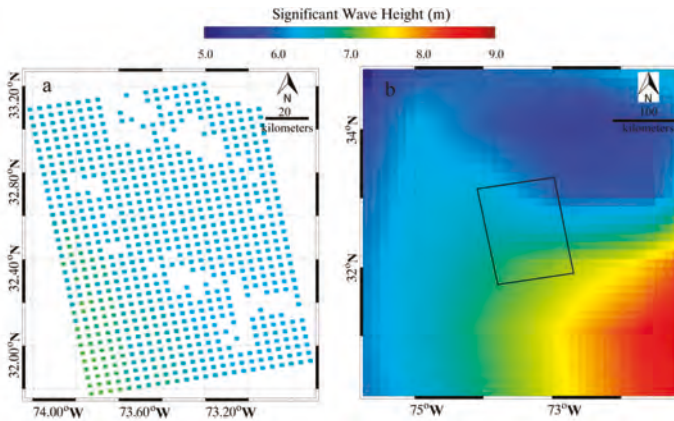 Significant Wave Height (m)
5.0 6.0 7.0 8.0 9.0
a
N
20
kilometers
33.20°N
32.80°N
32.40°N
32.00°N
74.00°W 73.60°W 73.20°W
b
N
100
kilometers
34°N
32°N
75°W 73°W